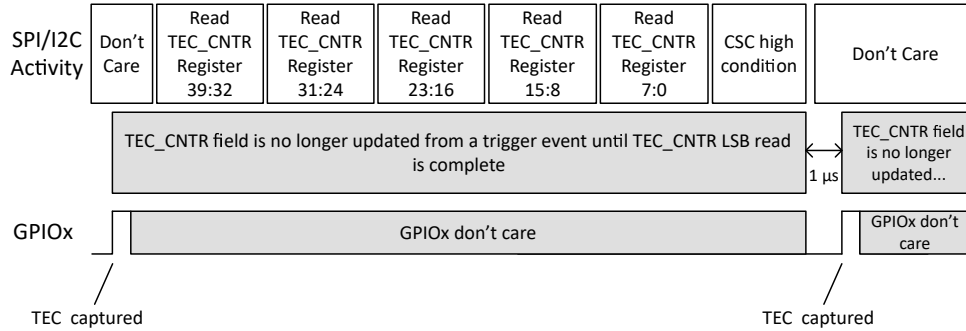 SPI/I2C
Activity
Don't
Care
Read
TEC_CNTR
Register
39:32
Read
TEC_CNTR
Register
31:24
Read
TEC_CNTR
Register
23:16
Read
TEC_CNTR
Register
15:8
Read
TEC_CNTR
Register
7:0
CSC high
condition
Don't Care
TEC_CNTR field is no longer updated from a trigger event until TEC_CNTR LSB read
is complete
1 µs
TEC_CNTR field
is no longer
updated...
GPIOx
GPIOx don't care
GPIOx don't
care
TEC captured
TEC captured